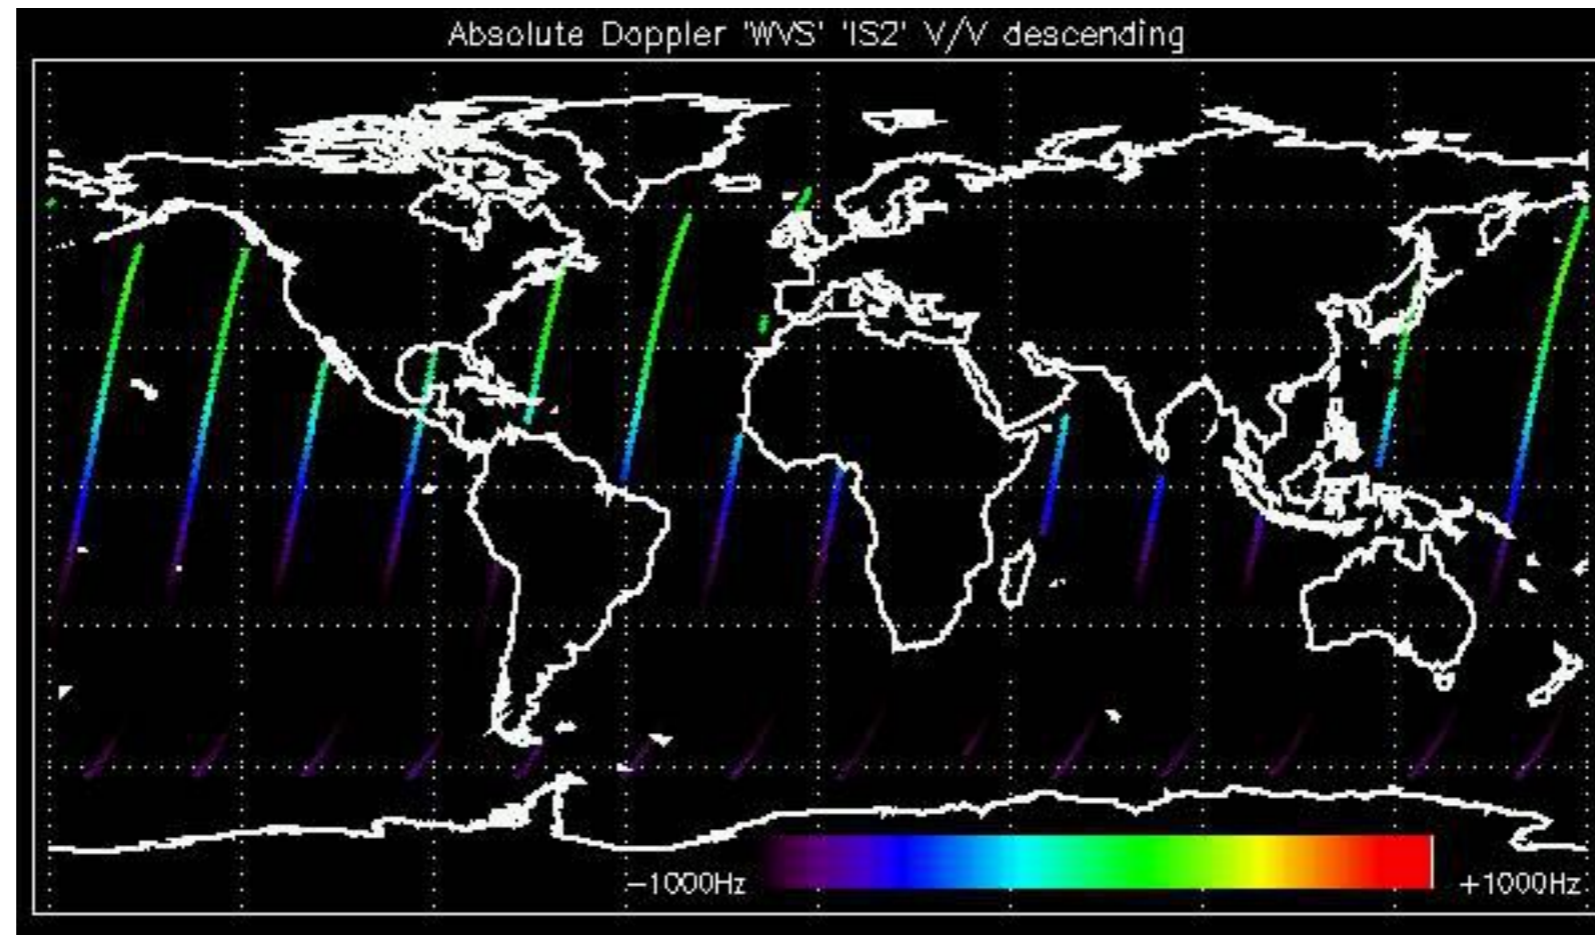 Absolute Doppler 'WVS' 'IS2' V/V descending
−1000Hz
+1000Hz